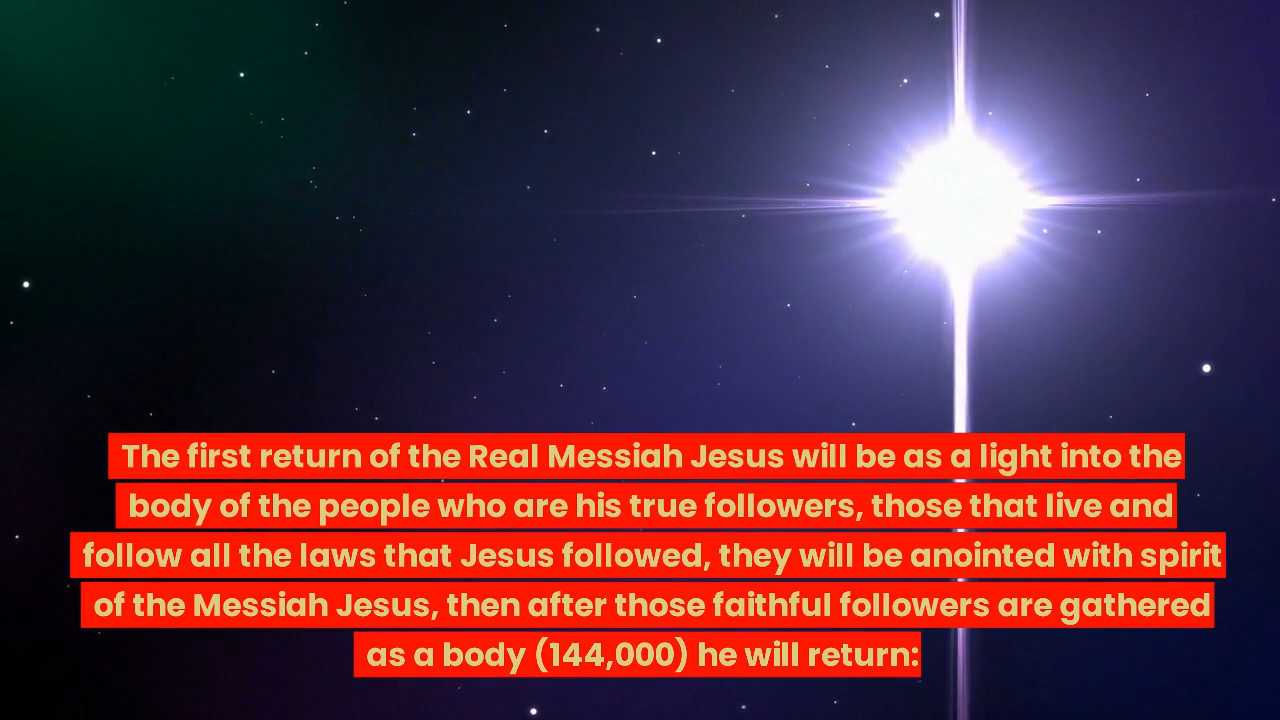 The first return of the Real Messiah Jesus will be as a light into the
body of the people who are his true followers, those that live and
follow all the laws that Jesus followed, they will be anointed with spirit
of the Messiah Jesus, then after those faithful followers are gathered
as a body (144,000) he will return: